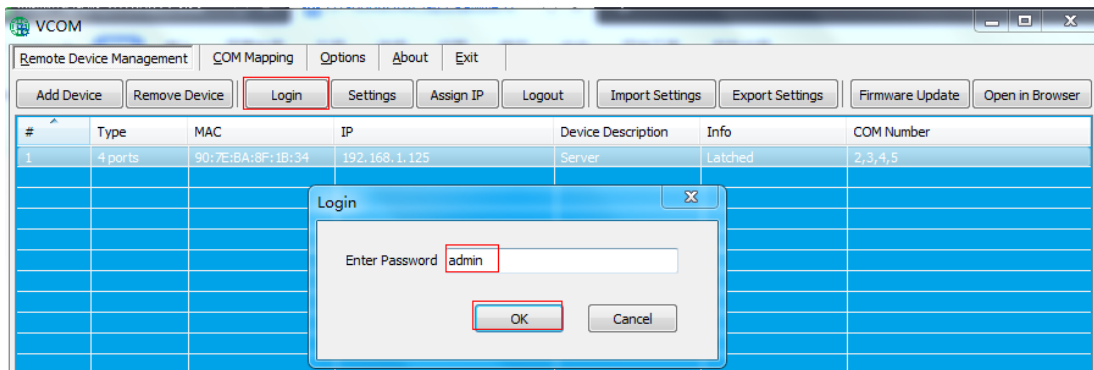 VCOM
Remote Device Management COM Mapping Options About Exit
Add Device Remove Device Login Settings Assign IP Logout Import Settings Export Settings Firmware Update Open in Browser
# Type MAC IP Device Description Info COM Number
1 4 ports 90:7E:BA:8F:1B:34 192.168.1.125 Server Latched 2,3,4,5
Login
Enter Password admin
OK Cancel